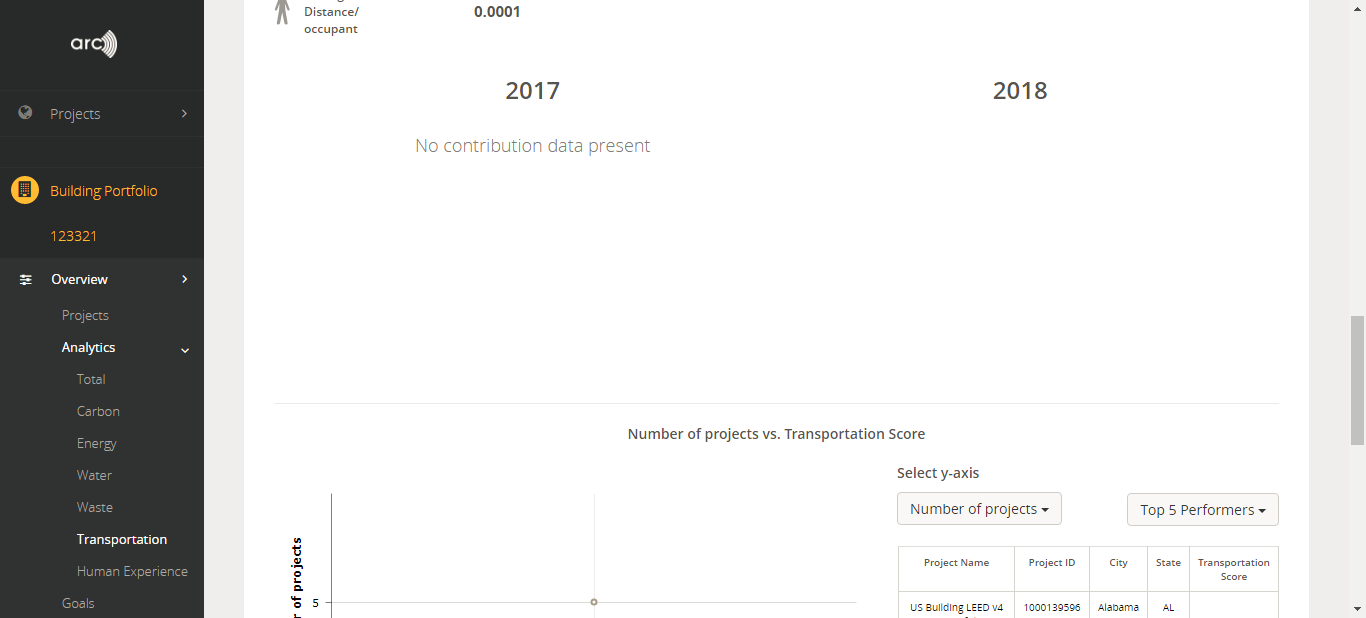 arc
Projects
Building Portfolio
123321
Overview
Projects
Analytics
Total
Carbon
Energy
Water
Waste
Transportation
Human Experience
Goals
Distance/
occupant
0.0001
2017
2018
No contribution data present
Number of projects vs. Transportation Score
Select y-axis
Number of projects
Top 5 Performers
r of projects
5
Project Name
Project ID
City
State
Transportation
Score
US Building LEED v4
1000139596
Alabama
AL